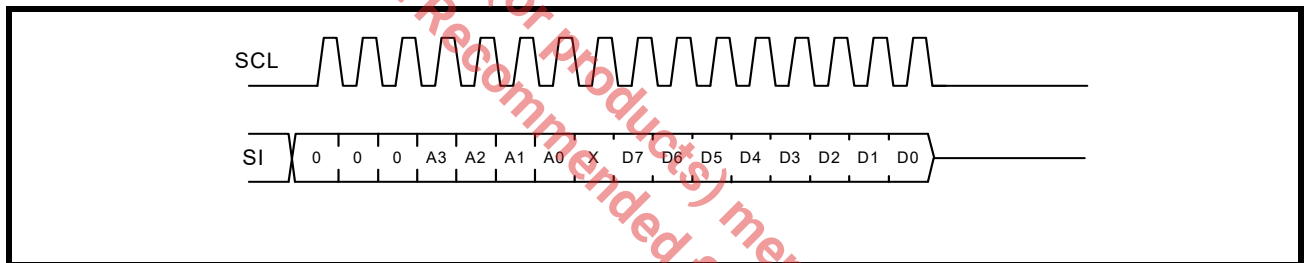 SCL
SI 0 0 0 A3 A2 A1 A0 X D7 D6 D5 D4 D3 D2 D1 D0
(or products) mer
Recommended f